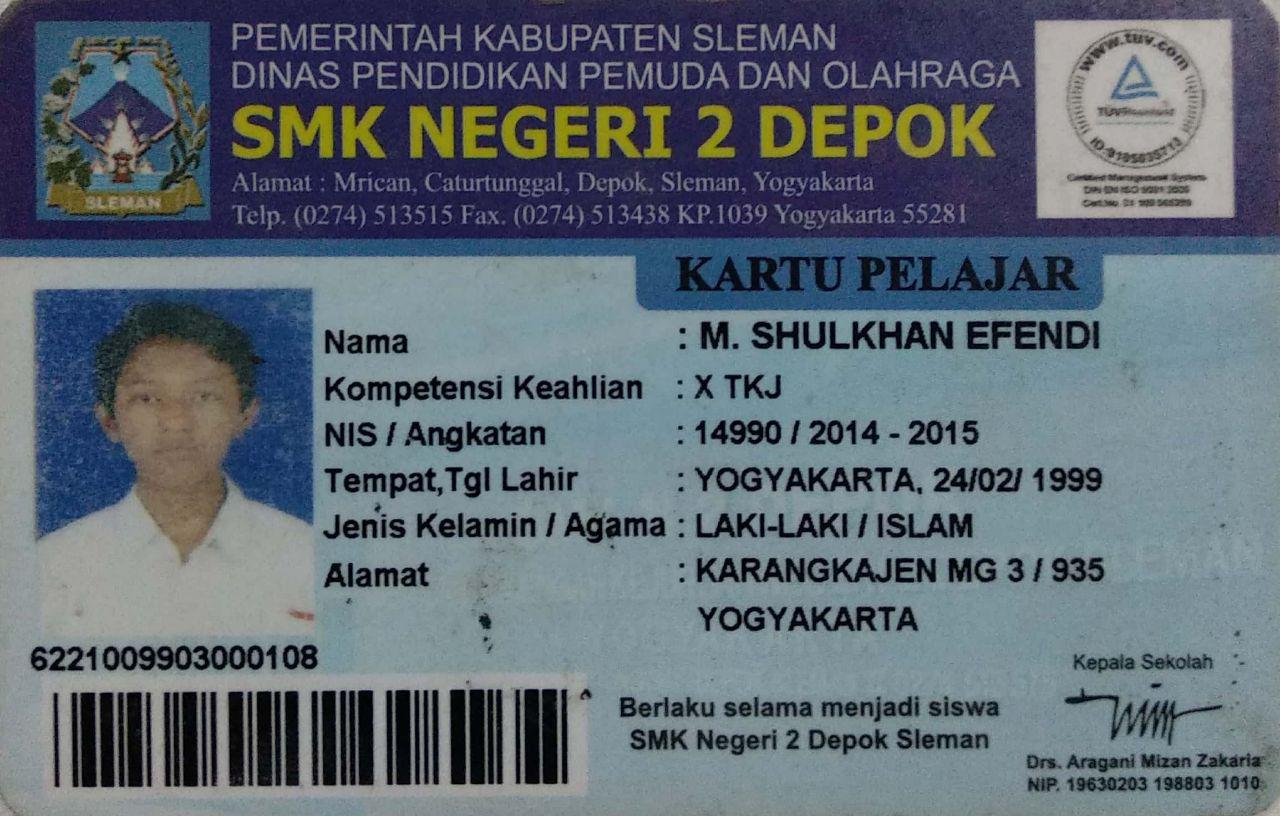 PEMERINTAH KABUPATEN SLEMAN
DINAS PENDIDIKAN PEMUDA DAN OLAHRAGA
SMK NEGERI 2 DEPOK
Alamat : Mrican, Caturtunggal, Depok, Sleman, Yogyakarta
Telp. (0274) 513515 Fax. (0274) 513438 KP.1039 Yogyakarta 55281
SLEMAN
www.tuv.com
TÜVRheinland
ID-9105035713
Certified Management System
DIN EN ISO 9001:2008
KARTU PELAJAR
Nama : M. SHULKHAN EFENDI
Kompetensi Keahlian : X TKJ
NIS / Angkatan : 14990 / 2014 - 2015
Tempat,Tgl Lahir : YOGYAKARTA, 24/02/ 1999
Jenis Kelamin / Agama : LAKI-LAKI / ISLAM
Alamat : KARANGKAJEN MG 3 / 935
YOGYAKARTA
6221009903000108
Berlaku selama menjadi siswa
SMK Negeri 2 Depok Sleman
Kepala Sekolah
Drs. Aragani Mizan Zakaria
NIP. 19630203 198803 1010